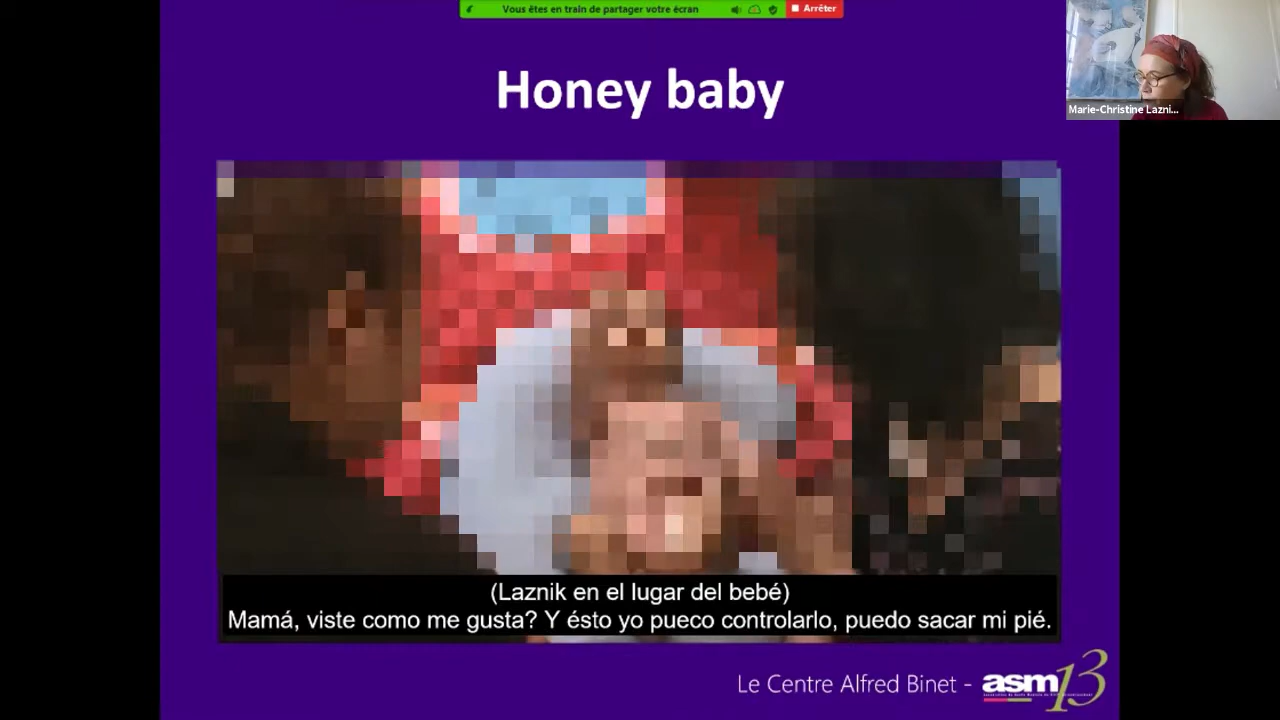 Vous êtes en train de partager votre écran
Arrêter
Honey baby
Marie-Christine Lazni...
(Laznik en el lugar del bebé)
Mamá, viste como me gusta? Y ésto yo pueco controlarlo, puedo sacar mi pié.
Le Centre Alfred Binet - asm13